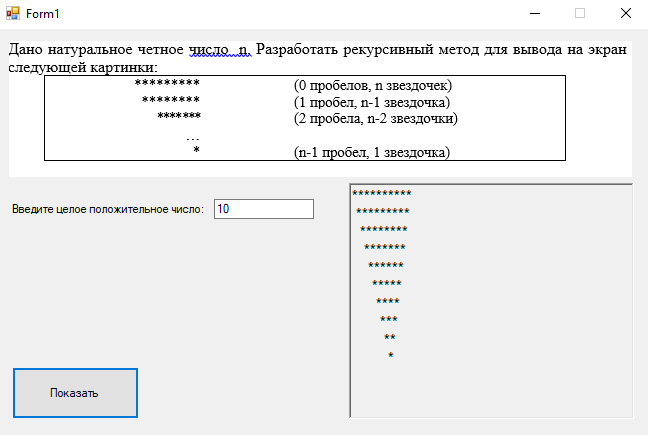 Form1
Дано натуральное четное число n. Разработать рекурсивный метод для вывода на экран
следующей картинки:
********* (0 пробелов, n звездочек)
******** (1 пробел, n-1 звездочка)
******* (2 пробела, n-2 звездочки)
…
* (n-1 пробел, 1 звездочка)
Введите целое положительное число: 10
**********
*********
********
*******
******
*****
****
***
**
*
Показать